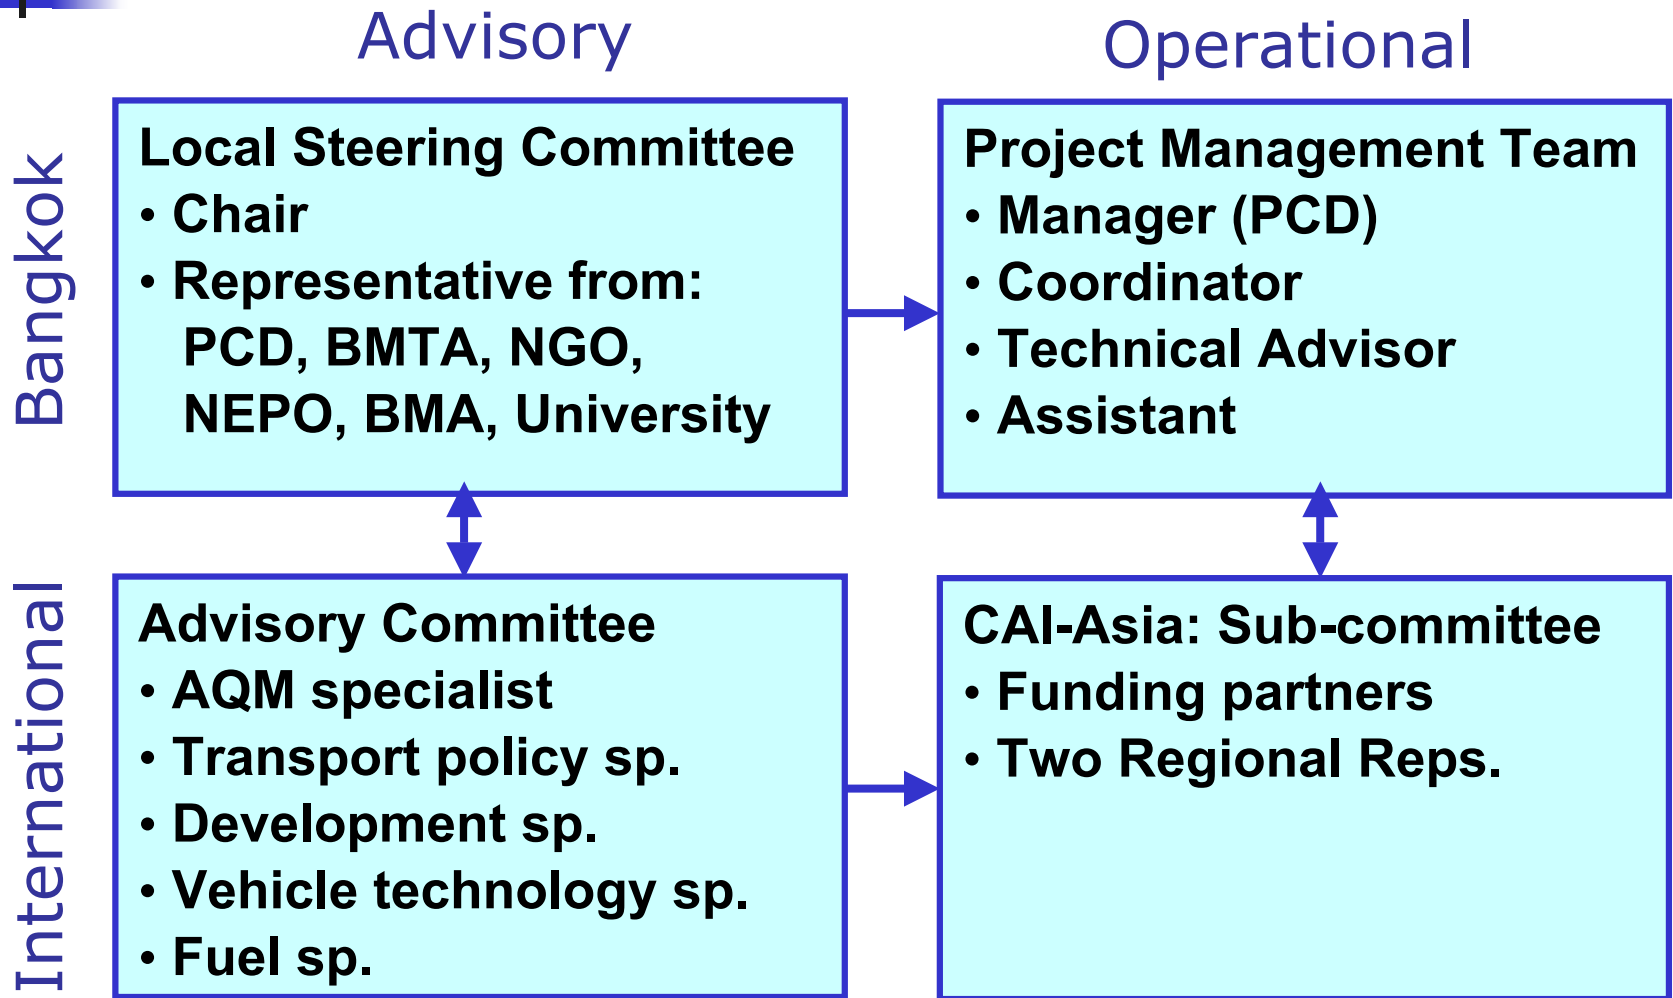 Advisory
Operational
Bangkok
Local Steering Committee
• Chair
• Representative from:
PCD, BMTA, NGO,
NEPO, BMA, University
Project Management Team
• Manager (PCD)
• Coordinator
• Technical Advisor
• Assistant
International
Advisory Committee
• AQM specialist
• Transport policy sp.
• Development sp.
• Vehicle technology sp.
• Fuel sp.
CAI-Asia: Sub-committee
• Funding partners
• Two Regional Reps.